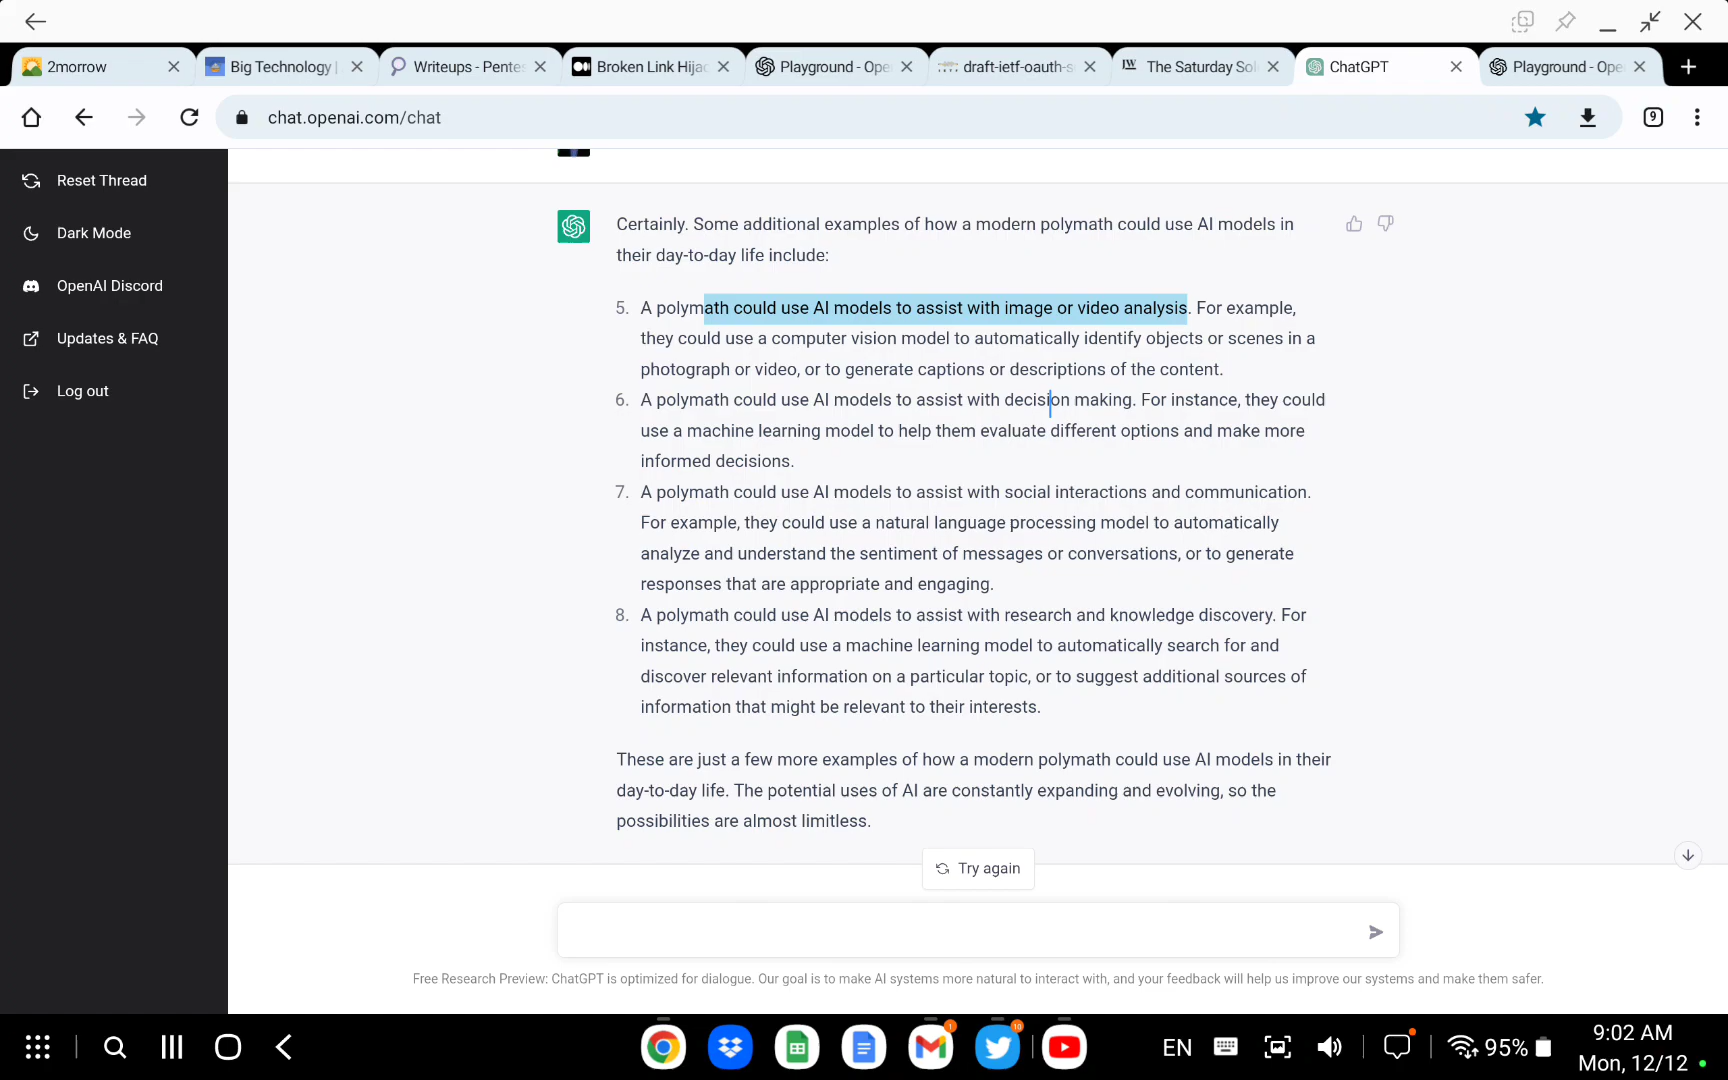 2morrow
Big Technology |
Writeups - Pentes
Broken Link Hijac
Playground - Ope
draft-ietf-oauth-s
The Saturday Sol
ChatGPT
Playground - Ope
chat.openai.com/chat
9
Reset Thread
Dark Mode
OpenAI Discord
Updates & FAQ
Log out
Certainly. Some additional examples of how a modern polymath could use AI models in
their day-to-day life include:
5. A polymath could use AI models to assist with image or video analysis. For example,
they could use a computer vision model to automatically identify objects or scenes in a
photograph or video, or to generate captions or descriptions of the content.
6. A polymath could use AI models to assist with decision making. For instance, they could
use a machine learning model to help them evaluate different options and make more
informed decisions.
7. A polymath could use AI models to assist with social interactions and communication.
For example, they could use a natural language processing model to automatically
analyze and understand the sentiment of messages or conversations, or to generate
responses that are appropriate and engaging.
8. A polymath could use AI models to assist with research and knowledge discovery. For
instance, they could use a machine learning model to automatically search for and
discover relevant information on a particular topic, or to suggest additional sources of
information that might be relevant to their interests.
These are just a few more examples of how a modern polymath could use AI models in their
day-to-day life. The potential uses of AI are constantly expanding and evolving, so the
possibilities are almost limitless.
Try again
Free Research Preview: ChatGPT is optimized for dialogue. Our goal is to make AI systems more natural to interact with, and your feedback will help us improve our systems and make them safer.
1
10
EN
95%
9:02 AM
Mon, 12/12